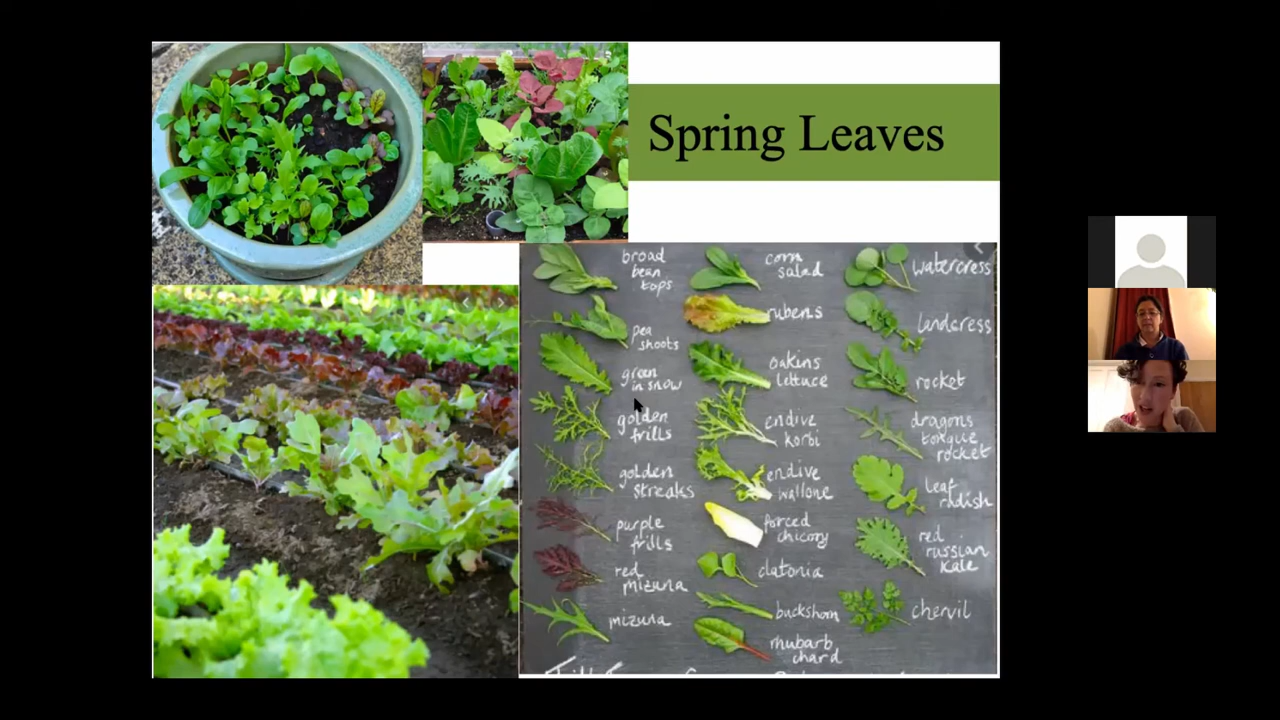 Spring Leaves
broad
bean
tops
pea
shoots
green
in snow
golden
frills
golden
streaks
purple
frills
red
mizuna
mizuna
corn
salad
rubens
oakins
lettuce
endive
korbi
endive
wallone
forced
chicory
clatonia
buckshorn
rhubarb
chard
watercress
landcress
rocket
dragons
tongue
rocket
leaf
radish
red
russian
kale
chervil